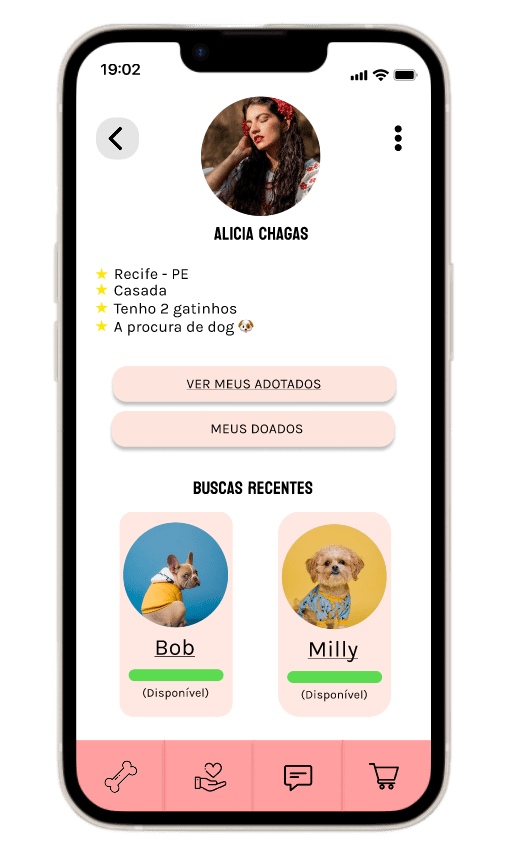 19:02
ALICIA CHAGAS
Recife - PE
Casada
Tenho 2 gatinhos
A procura de dog 🐶
VER MEUS ADOTADOS
MEUS DOADOS
BUSCAS RECENTES
Bob
Milly
(Disponível)
(Disponível)